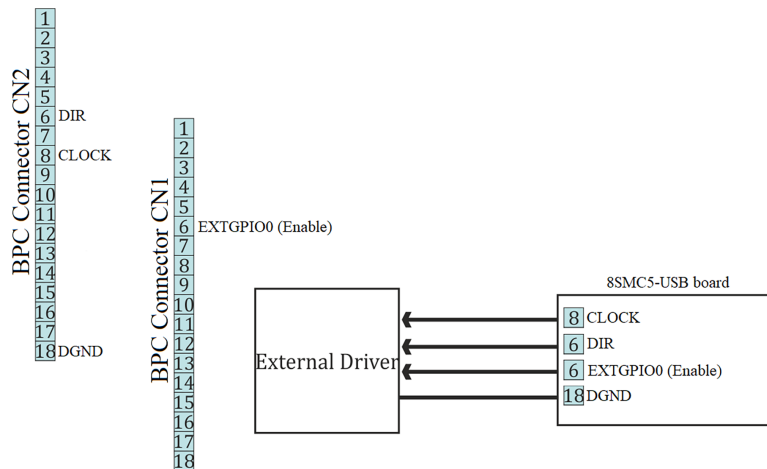 BPC Connector CN2
1
2
3
4
5
6 DIR
7
8 CLOCK
9
10
11
12
13
14
15
16
17
18 DGND
BPC Connector CN1
1
2
3
4
5
6 EXTGPIO0 (Enable)
7
8
9
10
11
12
13
14
15
16
17
18
External Driver
8SMC5-USB board
8 CLOCK
6 DIR
6 EXTGPIO0 (Enable)
18 DGND